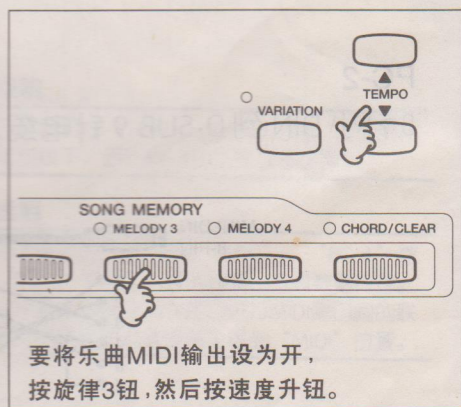 ▲
TEMPO
▼
VARIATION
SONG MEMORY
MELODY 3
MELODY 4
CHORD/CLEAR
要将乐曲MIDI输出设为开，
按旋律3钮，然后按速度升钮。